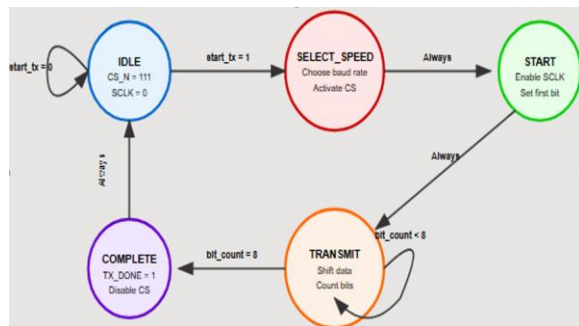 IDLE
CS_N = 111
SCLK = 0
start_tx = 0
start_tx = 1
SELECT_SPEED
Choose baud rate
Activate CS
Always
START
Enable SCLK
Set first bit
Always
Always
COMPLETE
TX_DONE = 1
Disable CS
bit_count = 8
TRANSMIT
Shift data
Count bits
bit_count < 8